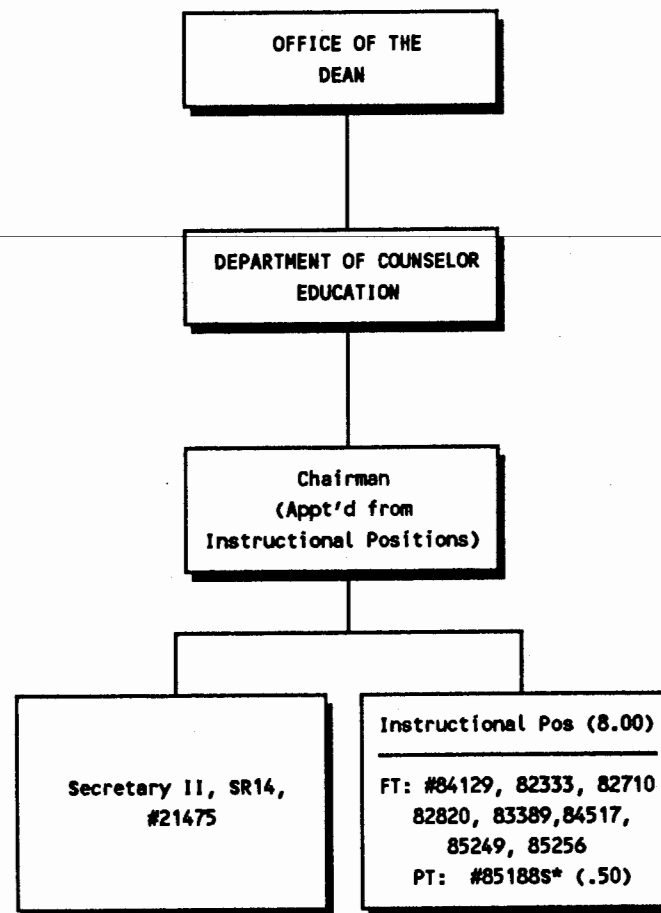 OFFICE OF THE
DEAN
DEPARTMENT OF COUNSELOR
EDUCATION
Chairman
(Appt'd from
Instructional Positions)
Secretary II, SR14,
#21475
Instructional Pos (8.00)
FT: #84129, 82333, 82710
82820, 83389,84517,
85249, 85256
PT: #85188S* (.50)